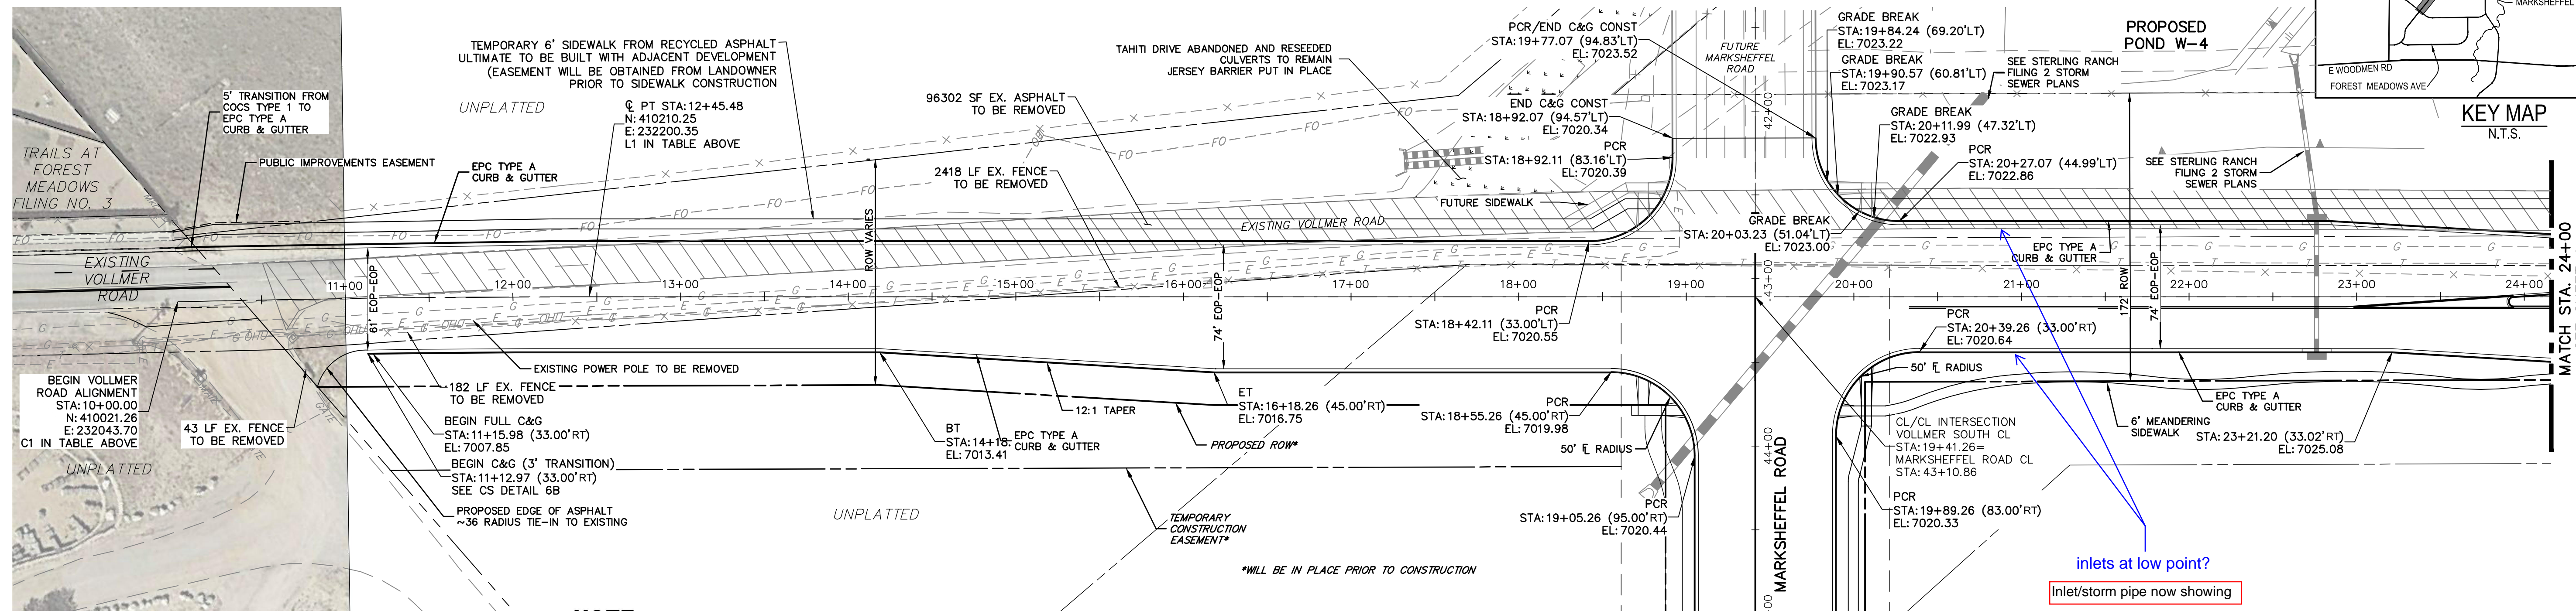 TEMPORARY 6' SIDEWALK FROM RECYCLED ASPHALT
ULTIMATE TO BE BUILT WITH ADJACENT DEVELOPMENT
(EASEMENT WILL BE OBTAINED FROM LANDOWNER
PRIOR TO SIDEWALK CONSTRUCTION
UNPLATTED
5' TRANSITION FROM
COCS TYPE 1 TO
EPC TYPE A
CURB & GUTTER
℄ PT STA: 12+45.48
N: 410210.25
E: 232200.35
L1 IN TABLE ABOVE
TRAILS AT
FOREST
MEADOWS
FILING NO. 3
PUBLIC IMPROVEMENTS EASEMENT
EPC TYPE A
CURB & GUTTER
96302 SF EX. ASPHALT
TO BE REMOVED
2418 LF EX. FENCE
TO BE REMOVED
TAHITI DRIVE ABANDONED AND RESEEDED
CULVERTS TO REMAIN
JERSEY BARRIER PUT IN PLACE
PCR/END C&G CONST
STA: 19+77.07 (94.83'LT)
EL: 7023.52
END C&G CONST
STA: 18+92.07 (94.57'LT)
EL: 7020.34
PCR
STA: 18+92.11 (83.16'LT)
EL: 7020.39
FUTURE SIDEWALK
FUTURE
MARKSHEFFEL
ROAD
42+00
GRADE BREAK
STA: 19+84.24 (69.20'LT)
EL: 7023.22
GRADE BREAK
STA: 19+90.57 (60.81'LT)
EL: 7023.17
GRADE BREAK
STA: 20+11.99 (47.32'LT)
EL: 7022.93
PCR
STA: 20+27.07 (44.99'LT)
EL: 7022.86
GRADE BREAK
STA: 20+03.23 (51.04'LT)
EL: 7023.00
SEE STERLING RANCH
FILING 2 STORM
SEWER PLANS
PROPOSED
POND W-4
SEE STERLING RANCH
FILING 2 STORM
SEWER PLANS
MARKSHEFFEL
E WOODMEN RD
FOREST MEADOWS AVE
KEY MAP
N.T.S.
EXISTING VOLLMER ROAD
EXISTING
VOLLMER
ROAD
61' EOP-EOP
ROW VARIES
74' EOP-EOP
172' ROW
74' EOP-EOP
EPC TYPE A
CURB & GUTTER
11+00
12+00
13+00
14+00
15+00
16+00
17+00
18+00
19+00
20+00
21+00
22+00
23+00
24+00
43+00
MATCH STA. 24+00
BEGIN VOLLMER
ROAD ALIGNMENT
STA: 10+00.00
N: 410021.26
E: 232043.70
C1 IN TABLE ABOVE
UNPLATTED
43 LF EX. FENCE
TO BE REMOVED
EXISTING POWER POLE TO BE REMOVED
182 LF EX. FENCE
TO BE REMOVED
BEGIN FULL C&G
STA: 11+15.98 (33.00'RT)
EL: 7007.85
BEGIN C&G (3' TRANSITION)
STA: 11+12.97 (33.00'RT)
SEE CS DETAIL 6B
PROPOSED EDGE OF ASPHALT
~36 RADIUS TIE-IN TO EXISTING
BT
STA: 14+18.
EL: 7013.41
EPC TYPE A
CURB & GUTTER
12:1 TAPER
PROPOSED ROW*
ET
STA: 16+18.26 (45.00'RT)
EL: 7016.75
UNPLATTED
TEMPORARY
CONSTRUCTION
EASEMENT*
*WILL BE IN PLACE PRIOR TO CONSTRUCTION
PCR
STA: 18+42.11 (33.00'LT)
EL: 7020.55
PCR
STA: 18+55.26 (45.00'RT)
EL: 7019.98
50' ℄ RADIUS
PCR
STA: 19+05.26 (95.00'RT)
EL: 7020.44
44+00
MARKSHEFFEL ROAD
PCR
STA: 20+39.26 (33.00'RT)
EL: 7020.64
50' ℄ RADIUS
CL/CL INTERSECTION
VOLLMER SOUTH CL
STA: 19+41.26=
MARKSHEFFEL ROAD CL
STA: 43+10.86
PCR
STA: 19+89.26 (83.00'RT)
EL: 7020.33
EPC TYPE A
CURB & GUTTER
6' MEANDERING
SIDEWALK
STA: 23+21.20 (33.02'RT)
EL: 7025.08
inlets at low point?
Inlet/storm pipe now showing